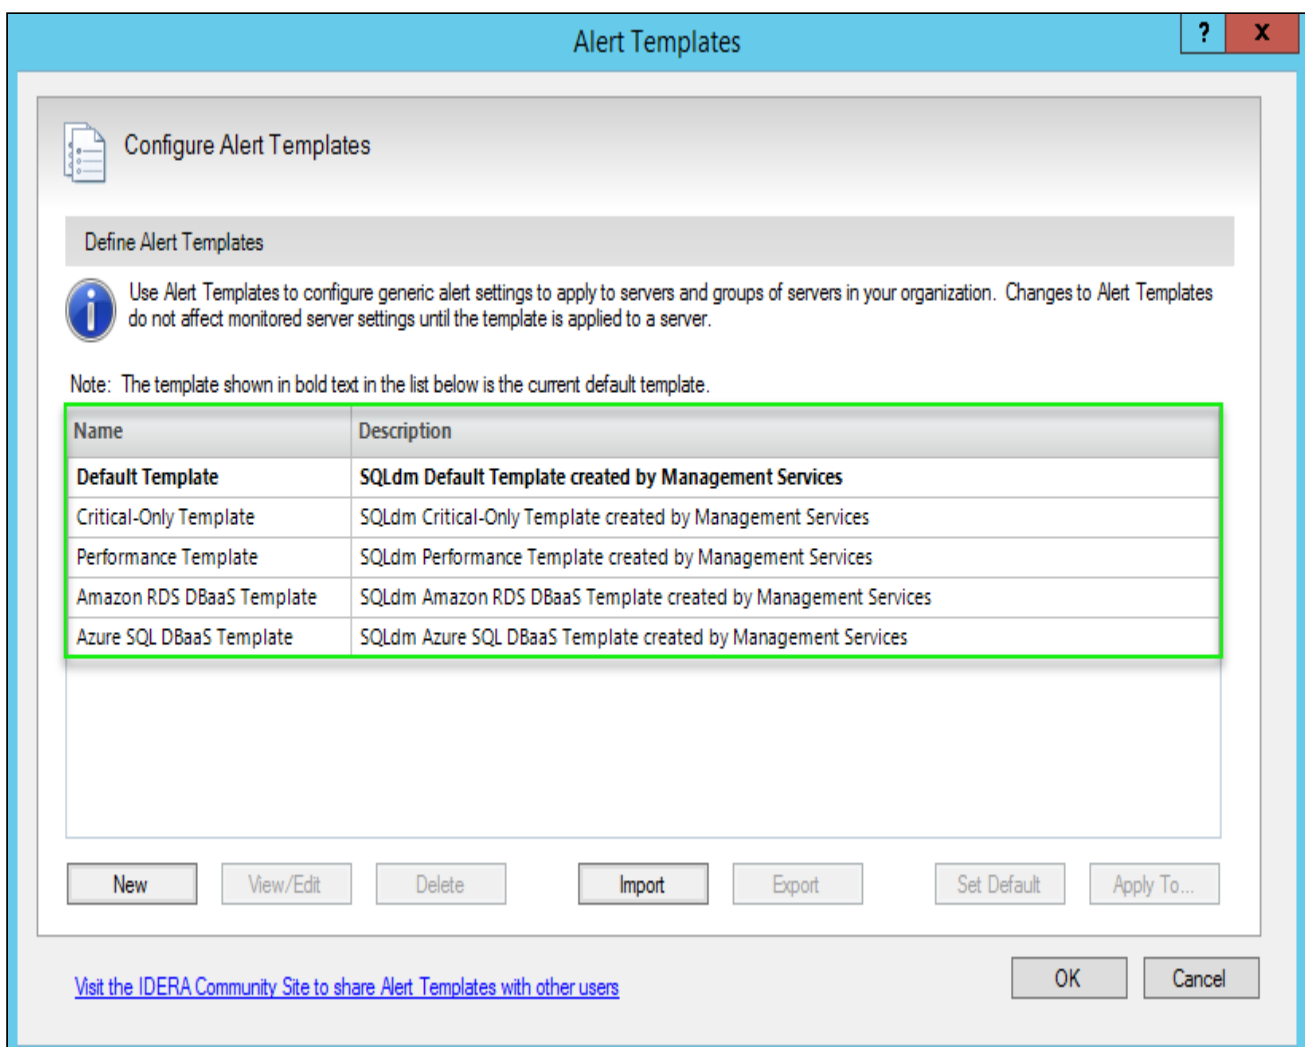 Alert Templates
?
X
Configure Alert Templates
Define Alert Templates
Use Alert Templates to configure generic alert settings to apply to servers and groups of servers in your organization. Changes to Alert Templates
do not affect monitored server settings until the template is applied to a server.
Note: The template shown in bold text in the list below is the current default template.
Name Description
Default Template SQLdm Default Template created by Management Services
Critical-Only Template SQLdm Critical-Only Template created by Management Services
Performance Template SQLdm Performance Template created by Management Services
Amazon RDS DBaaS Template SQLdm Amazon RDS DBaaS Template created by Management Services
Azure SQL DBaaS Template SQLdm Azure SQL DBaaS Template created by Management Services
New View/Edit Delete Import Export Set Default Apply To...
Visit the IDERA Community Site to share Alert Templates with other users
OK Cancel